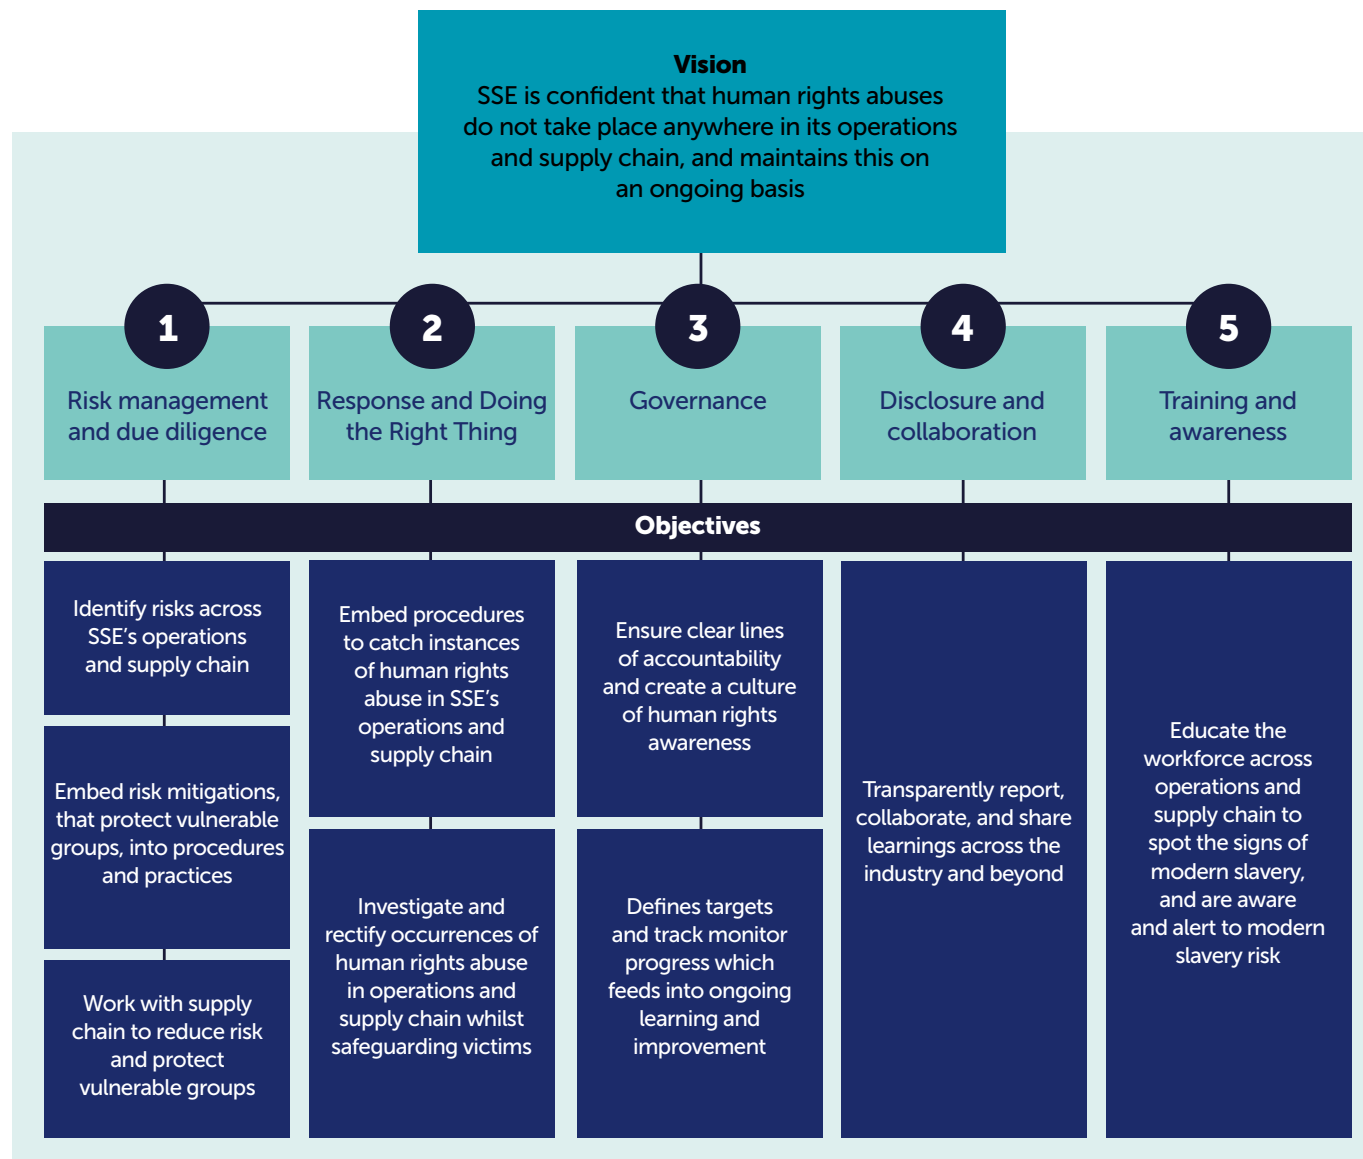 Vision
SSE is confident that human rights abuses
do not take place anywhere in its operations
and supply chain, and maintains this on
an ongoing basis
1
Risk management
and due diligence
2
Response and Doing
the Right Thing
3
Governance
4
Disclosure and
collaboration
5
Training and
awareness
Objectives
Identify risks across
SSE’s operations
and supply chain
Embed risk mitigations,
that protect vulnerable
groups, into procedures
and practices
Work with supply
chain to reduce risk
and protect
vulnerable groups
Embed procedures
to catch instances
of human rights
abuse in SSE’s
operations and
supply chain
Investigate and
rectify occurrences of
human rights abuse
in operations and
supply chain whilst
safeguarding victims
Ensure clear lines
of accountability
and create a culture
of human rights
awareness
Defines targets
and track monitor
progress which
feeds into ongoing
learning and
improvement
Transparently report,
collaborate, and share
learnings across the
industry and beyond
Educate the
workforce across
operations and
supply chain to
spot the signs of
modern slavery,
and are aware
and alert to modern
slavery risk